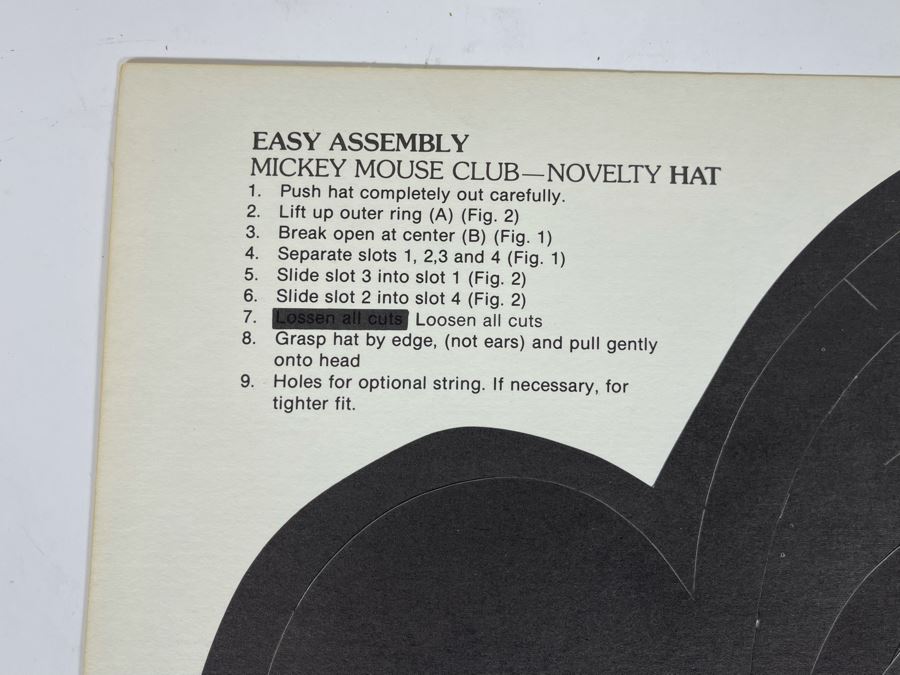 EASY ASSEMBLY
MICKEY MOUSE CLUB—NOVELTY HAT
1. Push hat completely out carefully.
2. Lift up outer ring (A) (Fig. 2)
3. Break open at center (B) (Fig. 1)
4. Separate slots 1, 2,3 and 4 (Fig. 1)
5. Slide slot 3 into slot 1 (Fig. 2)
6. Slide slot 2 into slot 4 (Fig. 2)
7. Lossen all cuts Loosen all cuts
8. Grasp hat by edge, (not ears) and pull gently
onto head
9. Holes for optional string. If necessary, for
tighter fit.